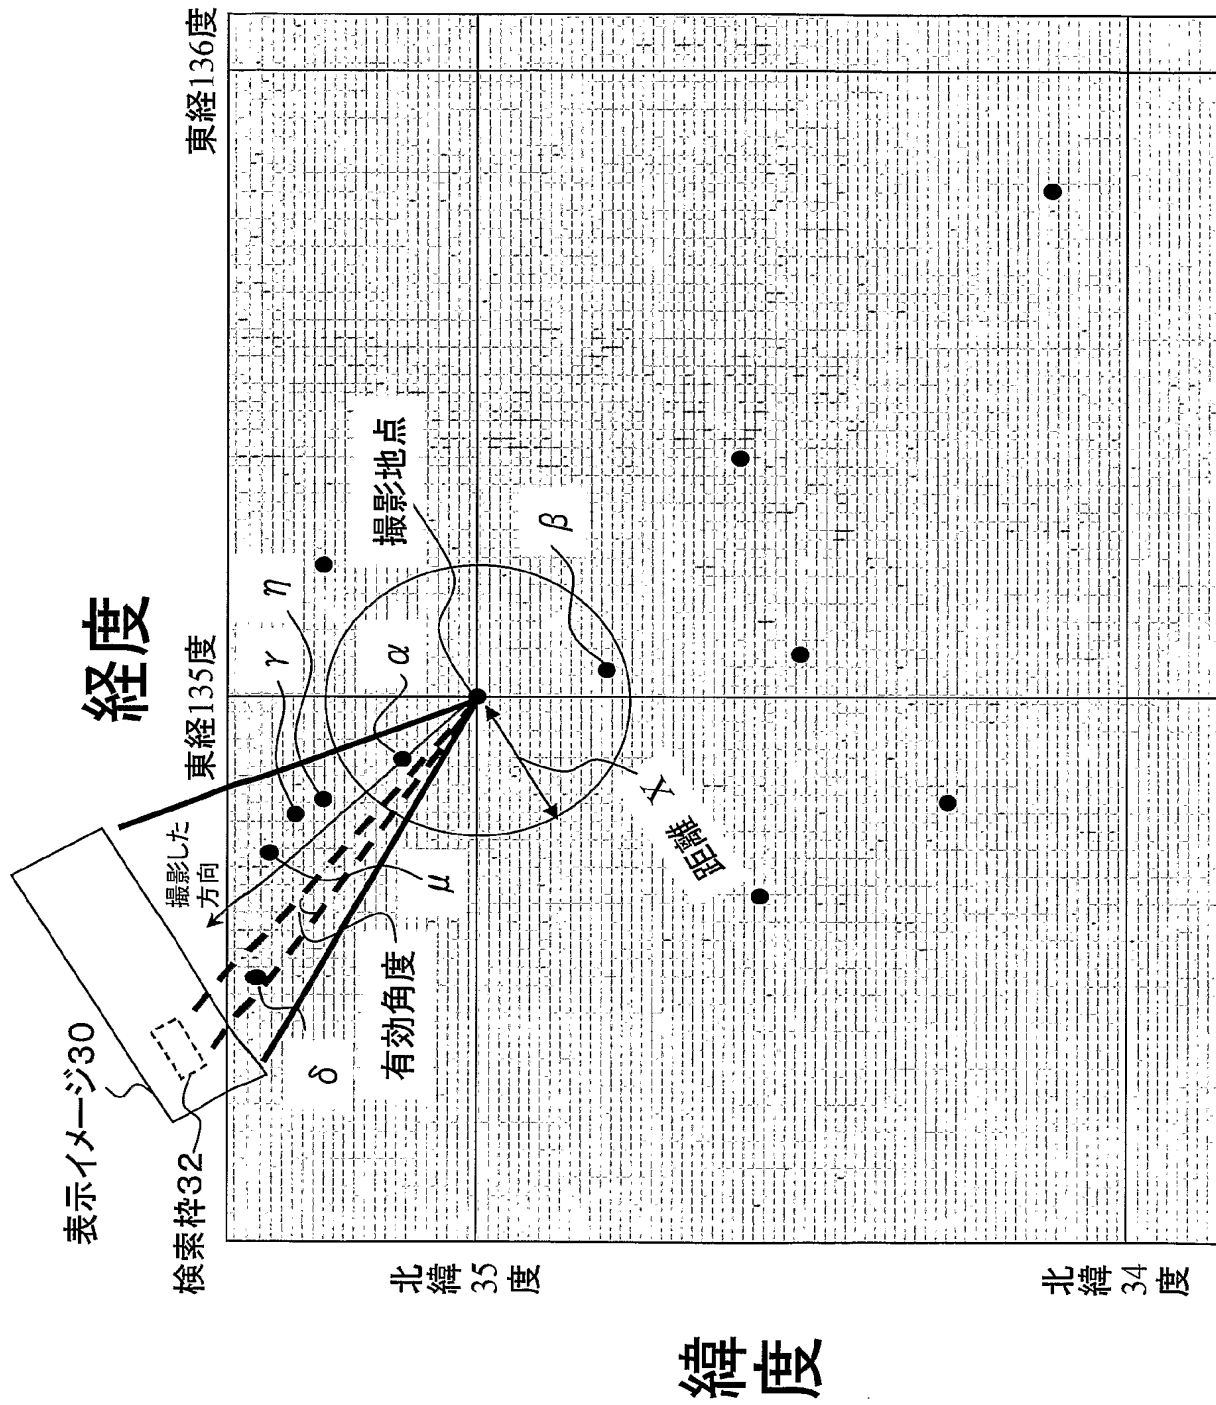 経度
東経135度
東経136度
表示イメージ30
検索枠32
撮影した
方向
γ
η
α
撮影地点
β
μ
δ
有効角度
距離X
北緯35度
北緯34度
緯度